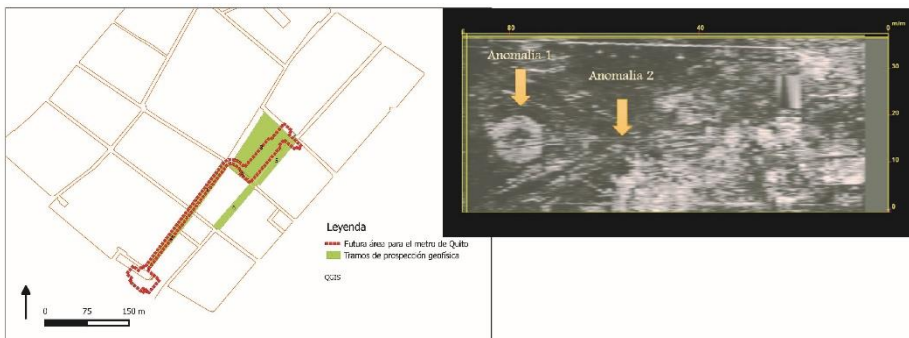 Leyenda
Futura área para el metro de Quito
Tramos de prospección geofísica
QGIS
0 75 150 m
80 40 0 m/m
Anomalia 1
Anomalia 2
30
20
10
0